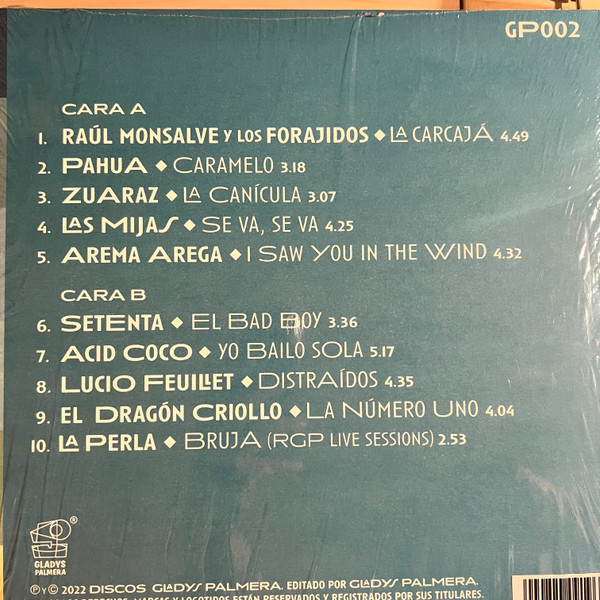 GP002
CARA A
1. RAÚL MONSALVE Y LOS FORAJIDOS ◆ LA CARCAJÁ 4.49
2. PAHUA ◆ CARAMELO 3.18
3. ZUARAZ ◆ LA CANÍCULA 3.07
4. LAS MIJAS ◆ SE VA, SE VA 4.25
5. AREMA AREGA ◆ I SAW YOU IN THE WIND 4.32
CARA B
6. SETENTA ◆ EL BAD BOY 3.36
7. ACID COCO ◆ YO BAILO SOLA 5.17
8. LUCIO FEUILLET ◆ DISTRAÍDOS 4.35
9. EL DRAGÓN CRIOLLO ◆ LA NÚMERO UNO 4.04
10. LA PERLA ◆ BRUJA (RGP LIVE SESSIONS) 2.53
®
GLADYS
PALMERA
Ⓟ Y © 2022 DISCOS GLADYS PALMERA. EDITADO POR GLADYS PALMERA.
DERECHOS, MARCAS Y LOGOTIPOS ESTÁN RESERVADOS Y REGISTRADOS POR SUS TITULARES.